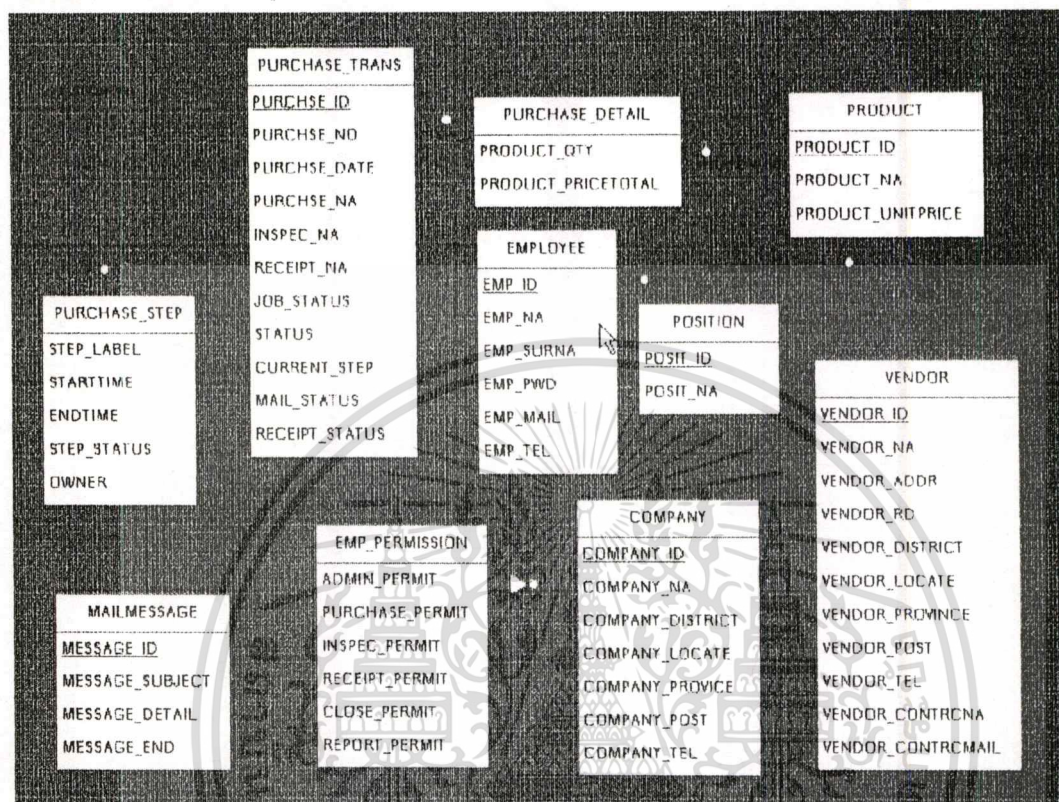 PURCHASE_TRANS
PURCHSE_ID
PURCHSE_NO
PURCHSE_DATE
PURCHSE_NA
INSPEC_NA
RECEIPT_NA
JOB_STATUS
STATUS
CURRENT_STEP
MAIL_STATUS
RECEIPT_STATUS
PURCHASE_DETAIL
PRODUCT_QTY
PRODUCT_PRICETOTAL
PRODUCT
PRODUCT_ID
PRODUCT_NA
PRODUCT_UNITPRICE
PURCHASE_STEP
STEP_LABEL
STARTTIME
ENDTIME
STEP_STATUS
OWNER
EMPLOYEE
EMP_ID
EMP_NA
EMP_SURNA
EMP_PWD
EMP_MAIL
EMP_TEL
POSITION
POSIT_ID
POSIT_NA
VENDOR
VENDOR_ID
VENDOR_NA
VENDOR_ADDR
VENDOR_RD
VENDOR_DISTRICT
VENDOR_LOCATE
VENDOR_PROVINCE
VENDOR_POST
VENDOR_TEL
VENDOR_CONTRCNA
VENDOR_CONTRCMAIL
MAILMESSAGE
MESSAGE_ID
MESSAGE_SUBJECT
MESSAGE_DETAIL
MESSAGE_END
EMP_PERMISSION
ADMIN_PERMIT
PURCHASE_PERMIT
INSPEC_PERMIT
RECEIPT_PERMIT
CLOSE_PERMIT
REPORT_PERMIT
COMPANY
COMPANY_ID
COMPANY_NA
COMPANY_DISTRICT
COMPANY_LOCATE
COMPANY_PROVICE
COMPANY_POST
COMPANY_TEL